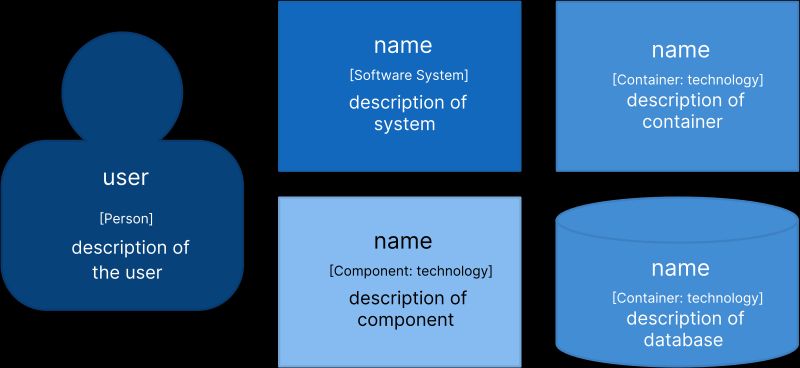 user
[Person]
description of
the user
name
[Software System]
description of
system
name
[Container: technology]
description of
container
name
[Component: technology]
description of
component
name
[Container: technology]
description of
database